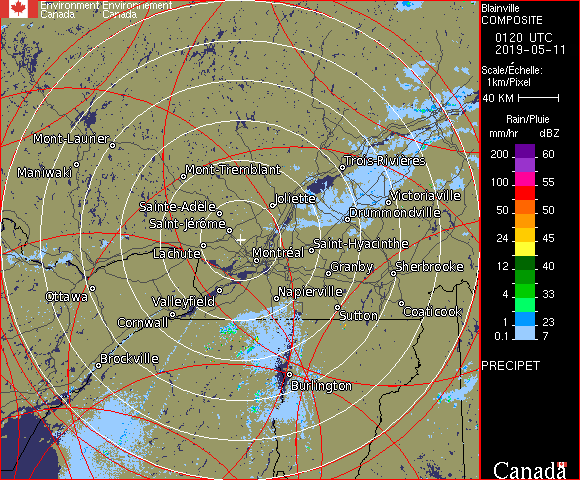 Environment Environnement
Canada Canada
Blainville
COMPOSITE
0120 UTC
2019-05-11
Scale/Échelle:
1km/Pixel
40 KM
Rain/Pluie
mm/hr dBZ
200 60
100 55
50 50
24 45
12 40
4 33
1 23
0.1 7
PRECIPET
Mont-Laurier
Maniwaki
Mont-Tremblant
Trois-Rivières
Joliette
Victoriaville
Sainte-Adèle
Drummondville
Saint-Jérôme
Saint-Hyacinthe
Lachute
Montréal
Granby
Sherbrooke
Ottawa
Valleyfield
Napierville
Cornwall
Sutton
Coaticook
Brockville
Burlington
Canada